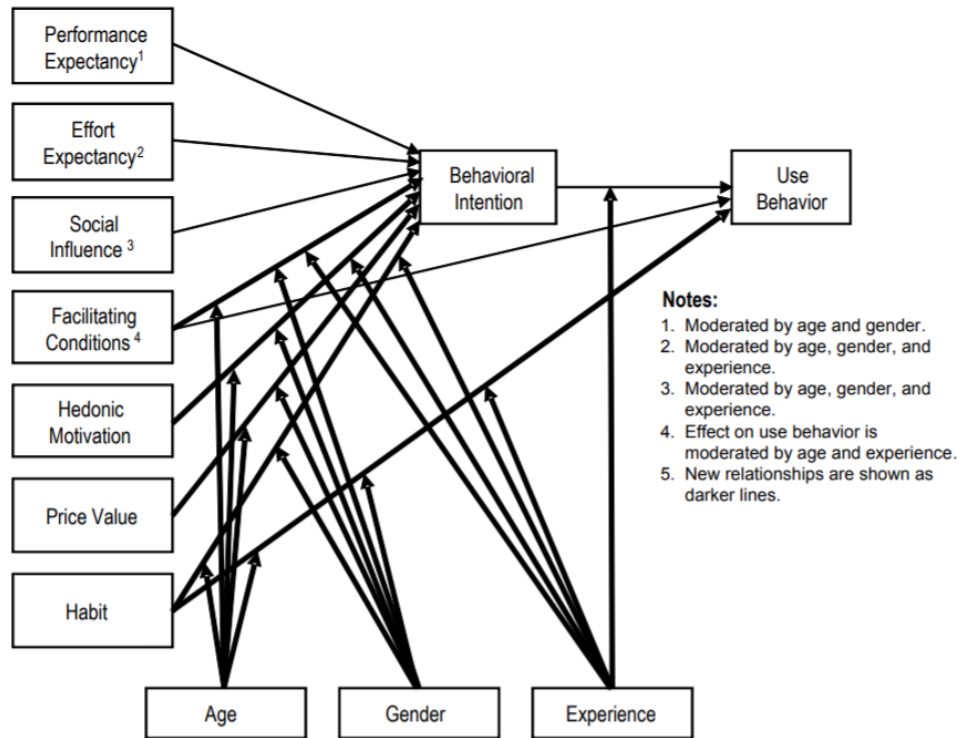 Performance
Expectancy¹
Effort
Expectancy²
Social
Influence ³
Facilitating
Conditions ⁴
Hedonic
Motivation
Price Value
Habit
Behavioral
Intention
Use
Behavior
Notes:
1. Moderated by age and gender.
2. Moderated by age, gender, and
experience.
3. Moderated by age, gender, and
experience.
4. Effect on use behavior is
moderated by age and experience.
5. New relationships are shown as
darker lines.
Age
Gender
Experience